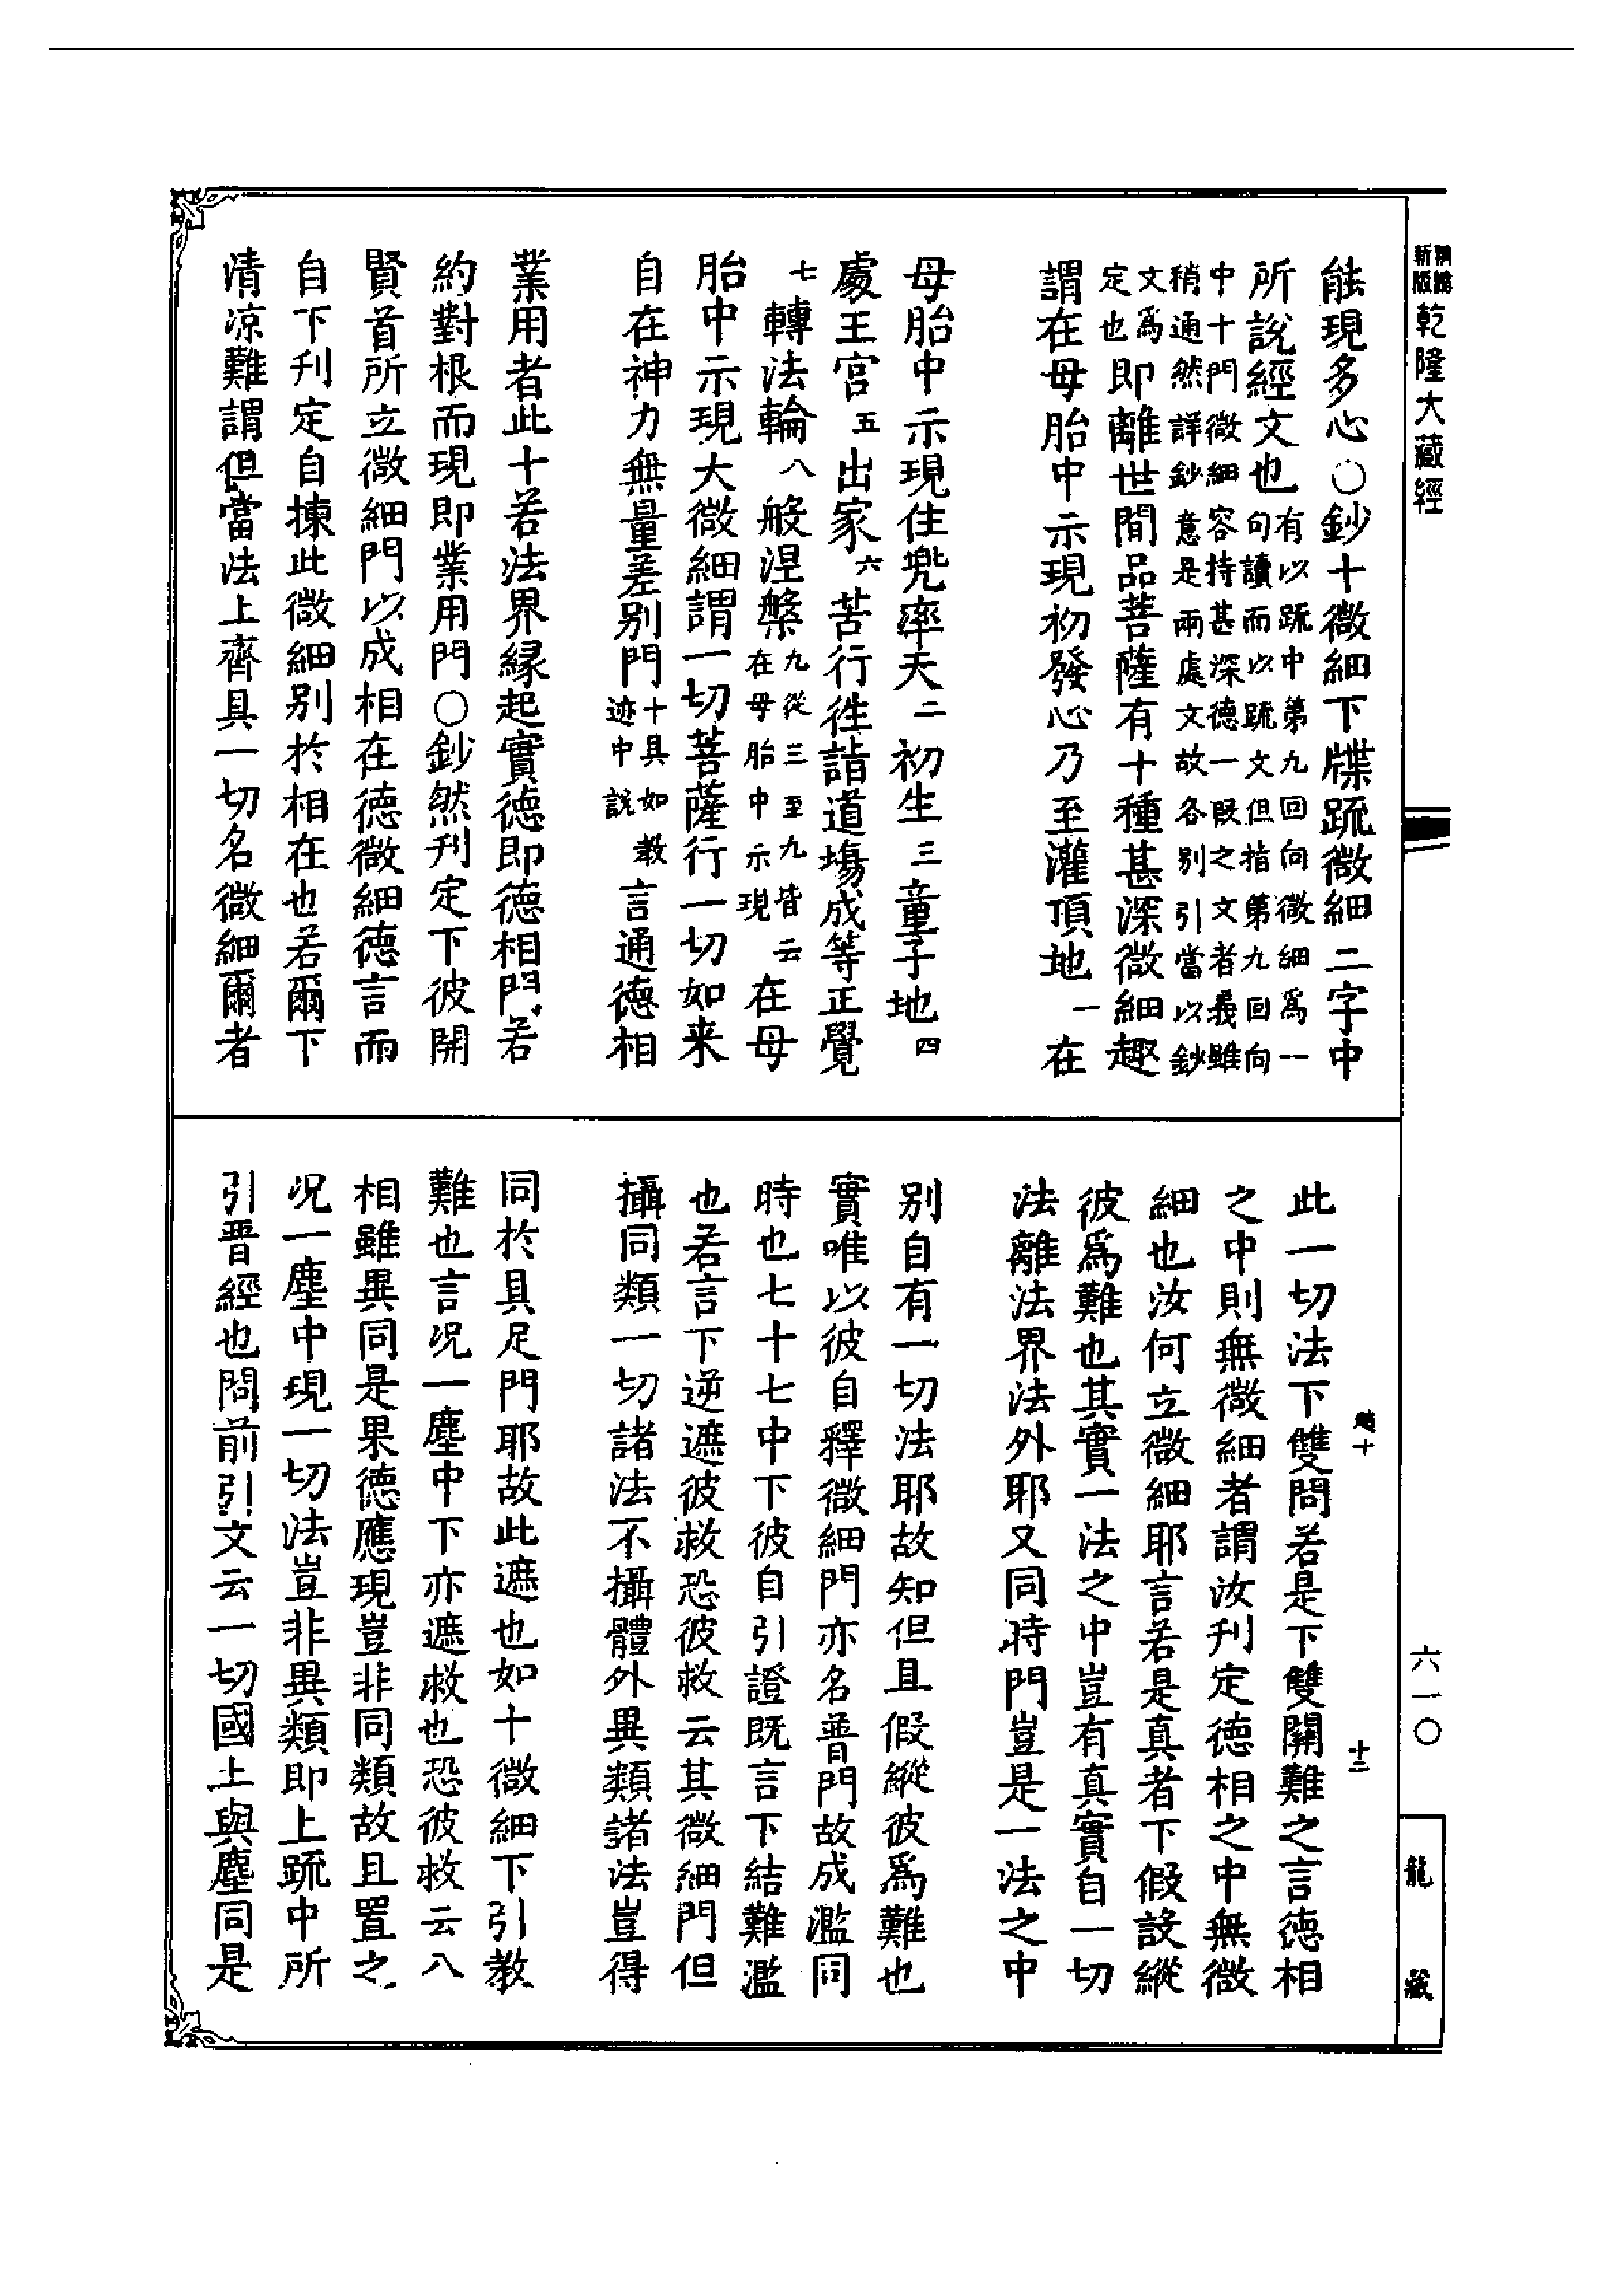 新版
乾隆大藏經
能現多心○鈔十微細下牒䟽微細二字中
所說經文也有以䟽中第九回向微細爲一
句讀而以䟽文但指第九回向
中十門微細容持甚深德一段之文者義雖
稍通然詳鈔意是兩處文故各别引當以鈔
文爲
定也即離世間品菩薩有十種甚深微細趣
謂在母胎中示現初發心乃至灌頂地一在
母胎中示現住兜率天二初生三童子地四
處王宮五出家六苦行徃詣道場成等正覺
七轉法輪八般涅槃九從三至九皆云
在母胎中示現在母
胎中示現大微細謂一切菩薩行一切如来
自在神力無量差别門十具如教
迹中説言通德相
業用者此十若法界緣起實德即德相門若
約對根而現即業用門○鈔然刋定下彼開
賢首所立微細門以成相在德微細德言而
自下刋定自揀此微細别於相在也若爾下
清凉難謂但當法上齊具一切名微細爾者
此一切法下雙問若是下雙關難之言德相
之中則無微細者謂汝刋定德相之中無微
細也汝何立微細耶言若是真者下假設縱
彼爲難也其實一法之中豈有真實自一切
法離法界法外耶又同時門豈是一法之中
别自有一切法耶故知但且假縱彼爲難也
實唯以彼自釋微細門亦名普門故成濫同
時也七十七中下彼自引證既言下結難濫
也若言下逆遮彼救恐彼救云其微細門但
攝同類一切諸法不攝體外異類諸法豈得
同於具足門耶故此遮也如十微細下引教
難也言况一塵中下亦遮救也恐彼救云八
相雖異同是果德應現豈非同類故且置之
况一塵中現一切法豈非異類即上䟽中所
引晋經也問前引文云一切國土與塵同是
十
十三
六一〇
龍藏